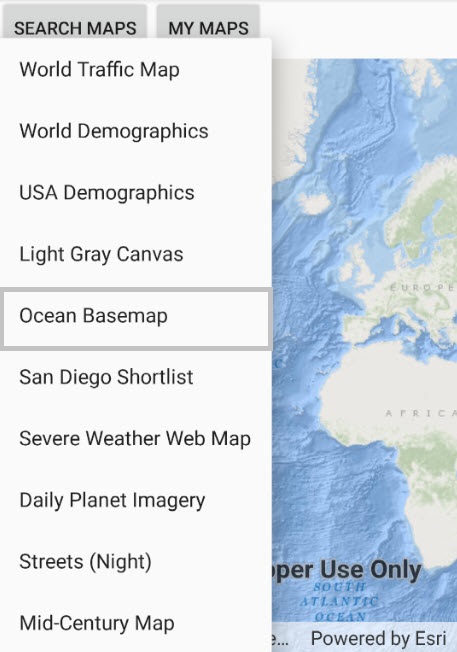 SEARCH MAPS MY MAPS
World Traffic Map
World Demographics
USA Demographics
Light Gray Canvas
Ocean Basemap
San Diego Shortlist
Severe Weather Web Map
Daily Planet Imagery
Streets (Night)
Mid-Century Map
EUROPE
AFRICA
oper Use Only
SOUTH
ATLANTIC
OCEAN
e... Powered by Esri